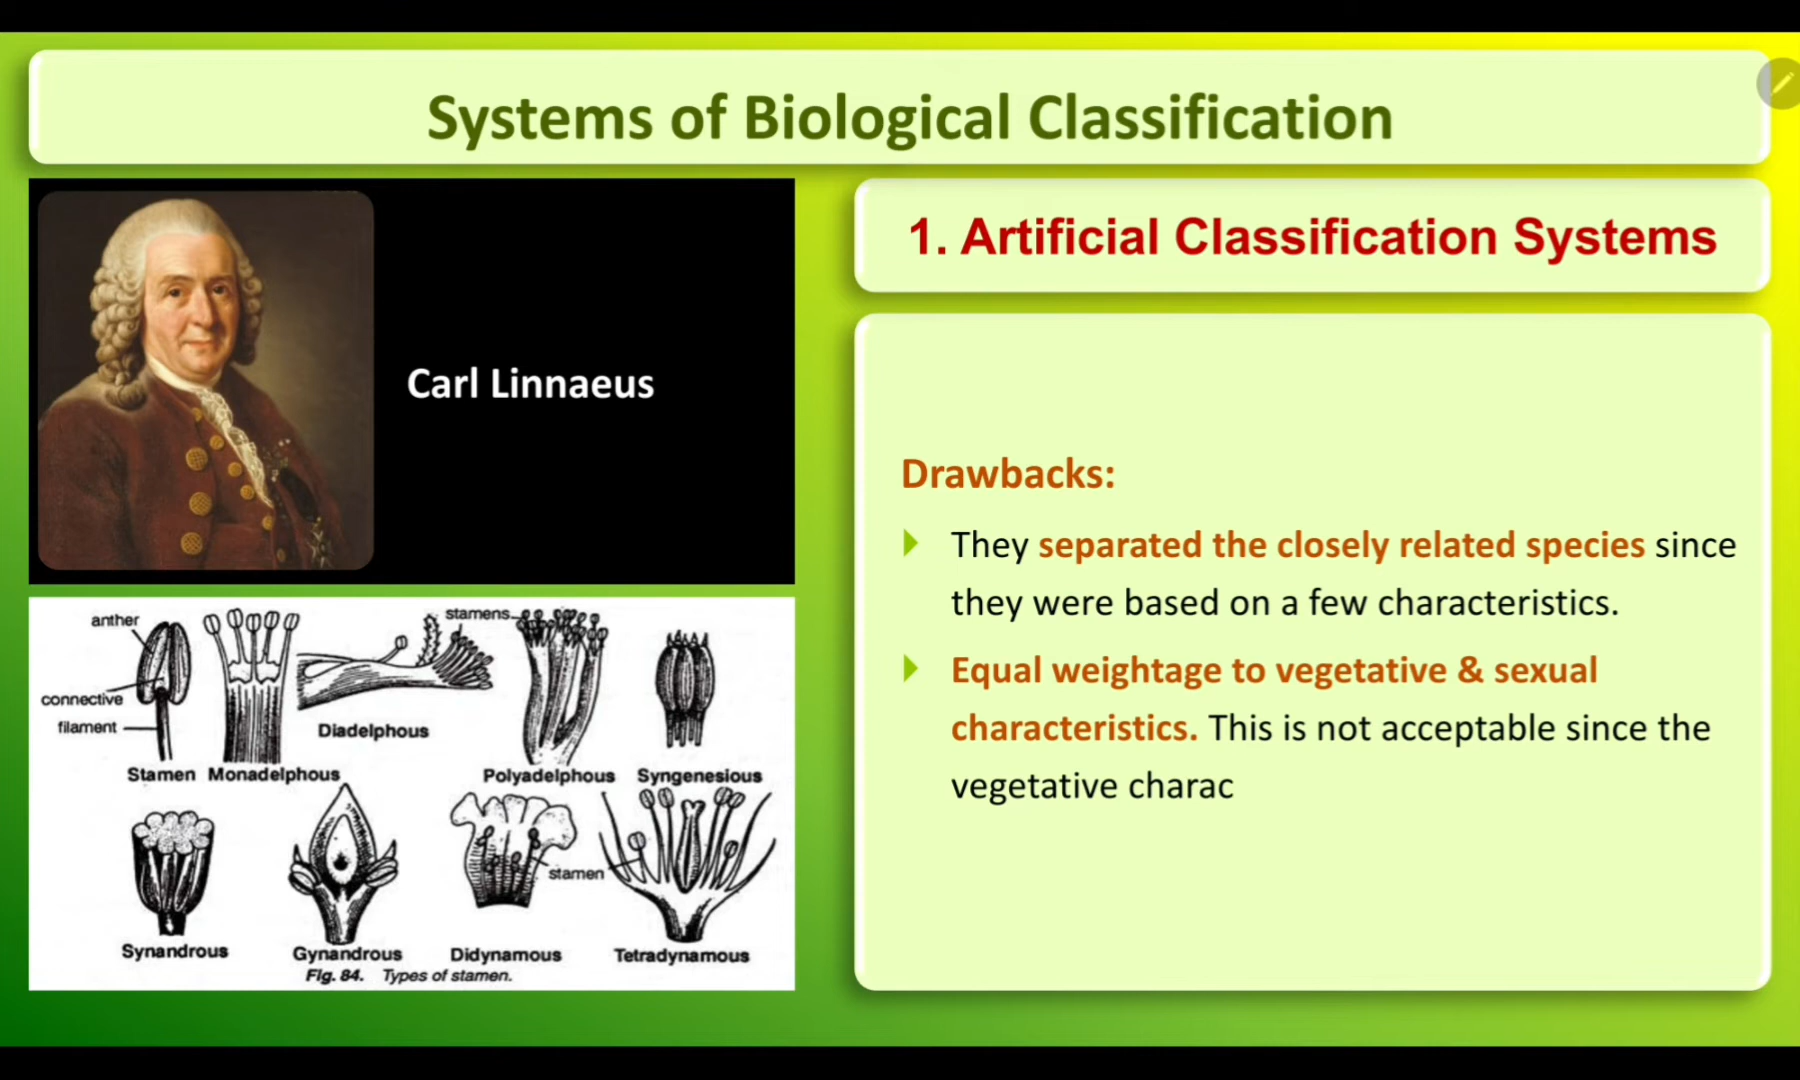 Systems of Biological Classification
Carl Linnaeus
1. Artificial Classification Systems
Drawbacks:
They separated the closely related species since
they were based on a few characteristics.
Equal weightage to vegetative & sexual
characteristics. This is not acceptable since the
vegetative charac
anther
connective
filament
stamens
Diadelphous
Stamen Monadelphous
Polyadelphous Syngenesious
stamen
Synandrous
Gynandrous
Didynamous
Tetradynamous
Fig. 84. Types of stamen.